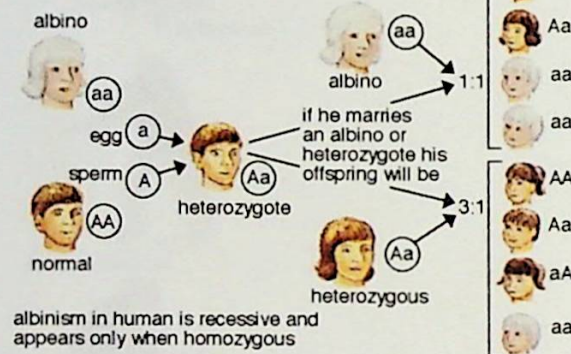 albino
aa
egg
a
sperm
A
AA
normal
Aa
heterozygote
aa
albino
if he marries
an albino or
heterozygote his
offspring will be
Aa
heterozygous
1:1
3:1
Aa
aa
aa
AA
Aa
aA
aa
albinism in human is recessive and
appears only when homozygous